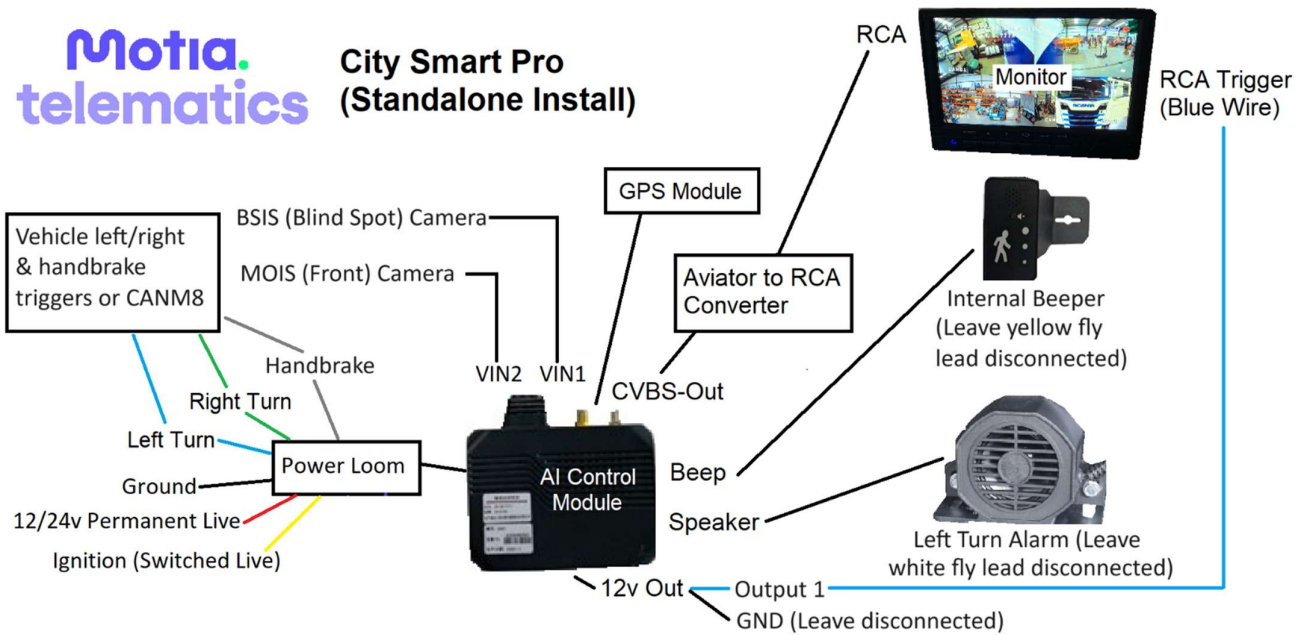 Motia.
telematics
City Smart Pro
(Standalone Install)
RCA
Monitor
SCANIA
RCA Trigger
(Blue Wire)
GPS Module
BSIS (Blind Spot) Camera
MOIS (Front) Camera
Vehicle left/right
& handbrake
triggers or CANM8
Aviator to RCA
Converter
Internal Beeper
(Leave yellow fly
lead disconnected)
Handbrake
VIN2
VIN1
CVBS-Out
Right Turn
Left Turn
Power Loom
Ground
12/24v Permanent Live
Ignition (Switched Live)
AI Control
Module
Beep
Speaker
Left Turn Alarm (Leave
white fly lead disconnected)
12v Out
Output 1
GND (Leave disconnected)